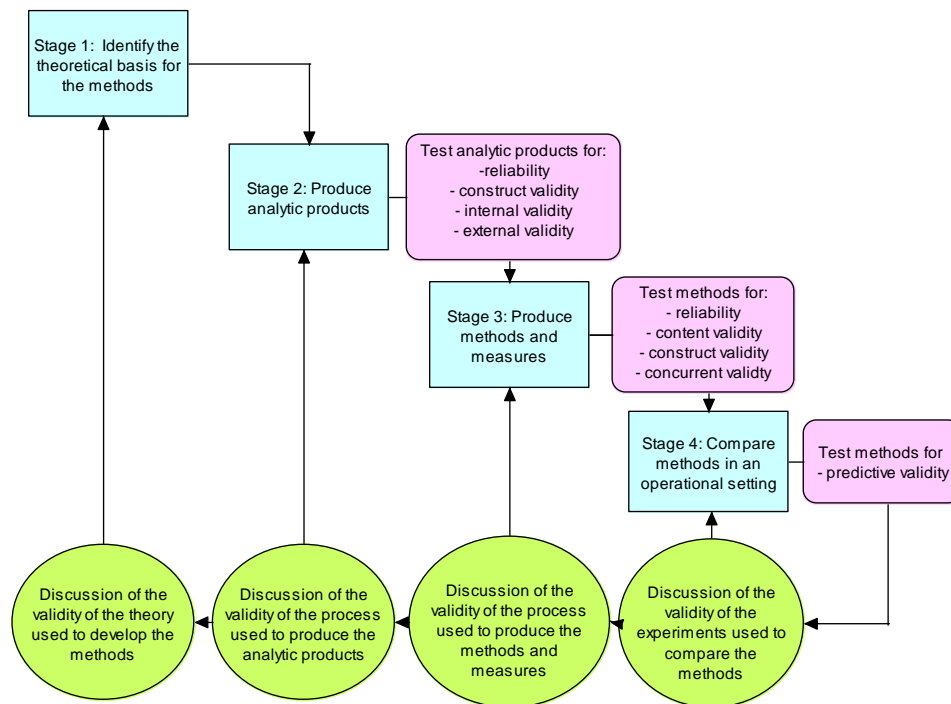 Stage 1:  Identify the
theoretical basis for
the methods
Stage 2: Produce
analytic products
Test analytic products for:
-reliability
- construct validity
- internal validity
- external validity
Stage 3: Produce
methods and
measures
Test methods for:
- reliability
- content validity
- construct validity
- concurrent validty
Stage 4: Compare
methods in an
operational setting
Test methods for
- predictive validity
Discussion of the
validity of the theory
used to develop the
methods
Discussion of the
validity of the process
used to produce the
analytic products
Discussion of the
validity of the process
used to produce the
methods and
measures
Discussion of the
validity of the
experiments used to
compare the
methods